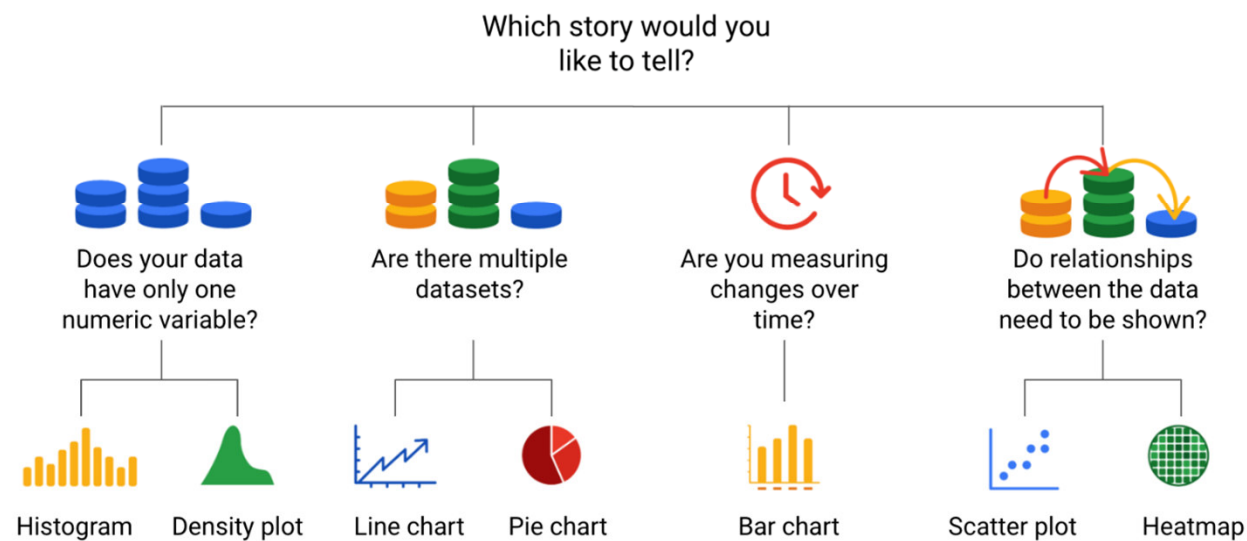 Which story would you
like to tell?
Does your data
have only one
numeric variable?
Are there multiple
datasets?
Are you measuring
changes over
time?
Do relationships
between the data
need to be shown?
Histogram
Density plot
Line chart
Pie chart
Bar chart
Scatter plot
Heatmap